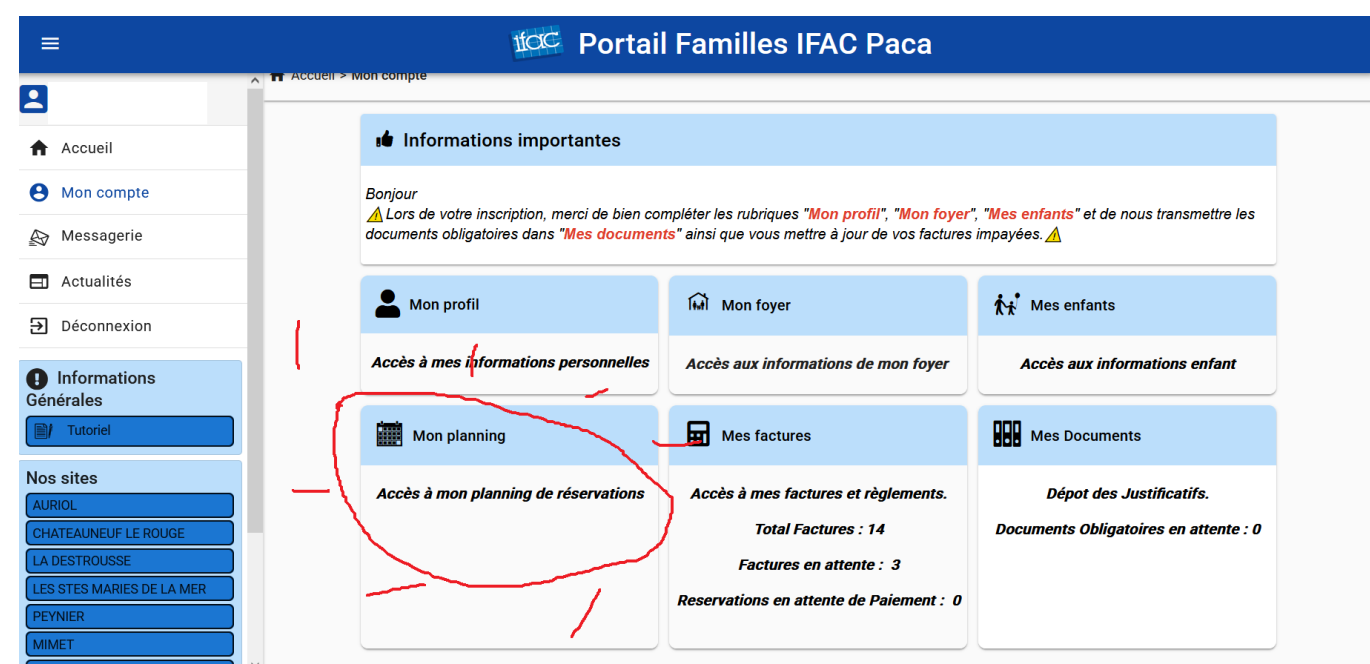 ifac Portail Familles IFAC Paca
Accueil > Mon compte
Accueil
Mon compte
Messagerie
Actualités
Déconnexion
Informations
Générales
Tutoriel
Nos sites
AURIOL
CHATEAUNEUF LE ROUGE
LA DESTROUSSE
LES STES MARIES DE LA MER
PEYNIER
MIMET
Informations importantes
Bonjour
Lors de votre inscription, merci de bien compléter les rubriques "Mon profil", "Mon foyer", "Mes enfants" et de nous transmettre les
documents obligatoires dans "Mes documents" ainsi que vous mettre à jour de vos factures impayées.
Mon profil
Accès à mes informations personnelles
Mon foyer
Accès aux informations de mon foyer
Mes enfants
Accès aux informations enfant
Mon planning
Accès à mon planning de réservations
Mes factures
Accès à mes factures et règlements.
Total Factures : 14
Factures en attente : 3
Reservations en attente de Paiement : 0
Mes Documents
Dépot des Justificatifs.
Documents Obligatoires en attente : 0